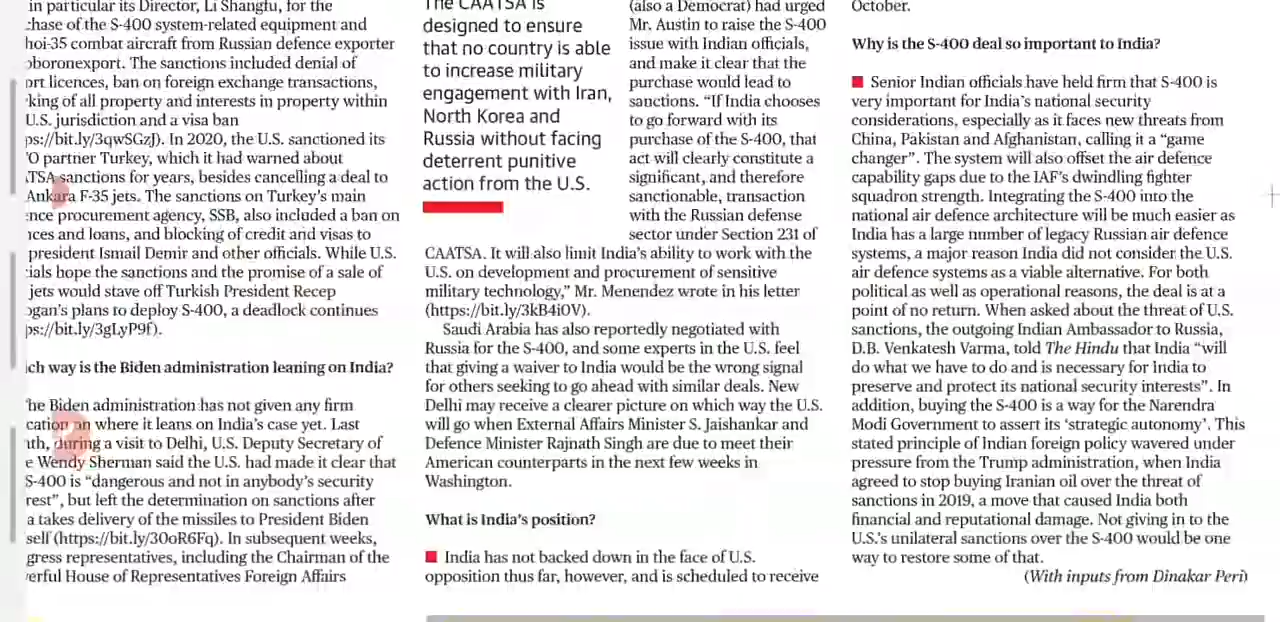 in particular its Director, Li Shangfu, for the
chase of the S-400 system-related equipment and
hoi-35 combat aircraft from Russian defence exporter
oboronexport. The sanctions included denial of
ort licences, ban on foreign exchange transactions,
king of all property and interests in property within
U.S. jurisdiction and a visa ban
ps://bit.ly/3qwSGzJ). In 2020, the U.S. sanctioned its
O partner Turkey, which it had warned about
TSA sanctions for years, besides cancelling a deal to
Ankara F-35 jets. The sanctions on Turkey's main
nce procurement agency, SSB, also included a ban on
nces and loans, and blocking of credit and visas to
president Ismail Demir and other officials. While U.S.
ials hope the sanctions and the promise of a sale of
jets would stave off Turkish President Recep
ogan's plans to deploy S-400, a deadlock continues
ps://bit.ly/3gLyP9f).
ch way is the Biden administration leaning on India?
he Biden administration has not given any firm
cation on where it leans on India's case yet. Last
th, during a visit to Delhi, U.S. Deputy Secretary of
e Wendy Sherman said the U.S. had made it clear that
S-400 is “dangerous and not in anybody's security
rest”, but left the determination on sanctions after
a takes delivery of the missiles to President Biden
self (https://bit.ly/30oR6Fq). In subsequent weeks,
gress representatives, including the Chairman of the
erful House of Representatives Foreign Affairs
The CAATSA is
designed to ensure
that no country is able
to increase military
engagement with Iran,
North Korea and
Russia without facing
deterrent punitive
action from the U.S.
(also a Democrat) had urged
Mr. Austin to raise the S-400
issue with Indian officials,
and make it clear that the
purchase would lead to
sanctions. “If India chooses
to go forward with its
purchase of the S-400, that
act will clearly constitute a
significant, and therefore
sanctionable, transaction
with the Russian defense
sector under Section 231 of
CAATSA. It will also limit India's ability to work with the
U.S. on development and procurement of sensitive
military technology,” Mr. Menendez wrote in his letter
(https://bit.ly/3kB4i0V).
Saudi Arabia has also reportedly negotiated with
Russia for the S-400, and some experts in the U.S. feel
that giving a waiver to India would be the wrong signal
for others seeking to go ahead with similar deals. New
Delhi may receive a clearer picture on which way the U.S.
will go when External Affairs Minister S. Jaishankar and
Defence Minister Rajnath Singh are due to meet their
American counterparts in the next few weeks in
Washington.
What is India's position?
India has not backed down in the face of U.S.
opposition thus far, however, and is scheduled to receive
October.
Why is the S-400 deal so important to India?
Senior Indian officials have held firm that S-400 is
very important for India's national security
considerations, especially as it faces new threats from
China, Pakistan and Afghanistan, calling it a “game
changer”. The system will also offset the air defence
capability gaps due to the IAF's dwindling fighter
squadron strength. Integrating the S-400 into the
national air defence architecture will be much easier as
India has a large number of legacy Russian air defence
systems, a major reason India did not consider the U.S.
air defence systems as a viable alternative. For both
political as well as operational reasons, the deal is at a
point of no return. When asked about the threat of U.S.
sanctions, the outgoing Indian Ambassador to Russia,
D.B. Venkatesh Varma, told The Hindu that India “will
do what we have to do and is necessary for India to
preserve and protect its national security interests”. In
addition, buying the S-400 is a way for the Narendra
Modi Government to assert its ‘strategic autonomy’. This
stated principle of Indian foreign policy wavered under
pressure from the Trump administration, when India
agreed to stop buying Iranian oil over the threat of
sanctions in 2019, a move that caused India both
financial and reputational damage. Not giving in to the
U.S.'s unilateral sanctions over the S-400 would be one
way to restore some of that.
(With inputs from Dinakar Peri)